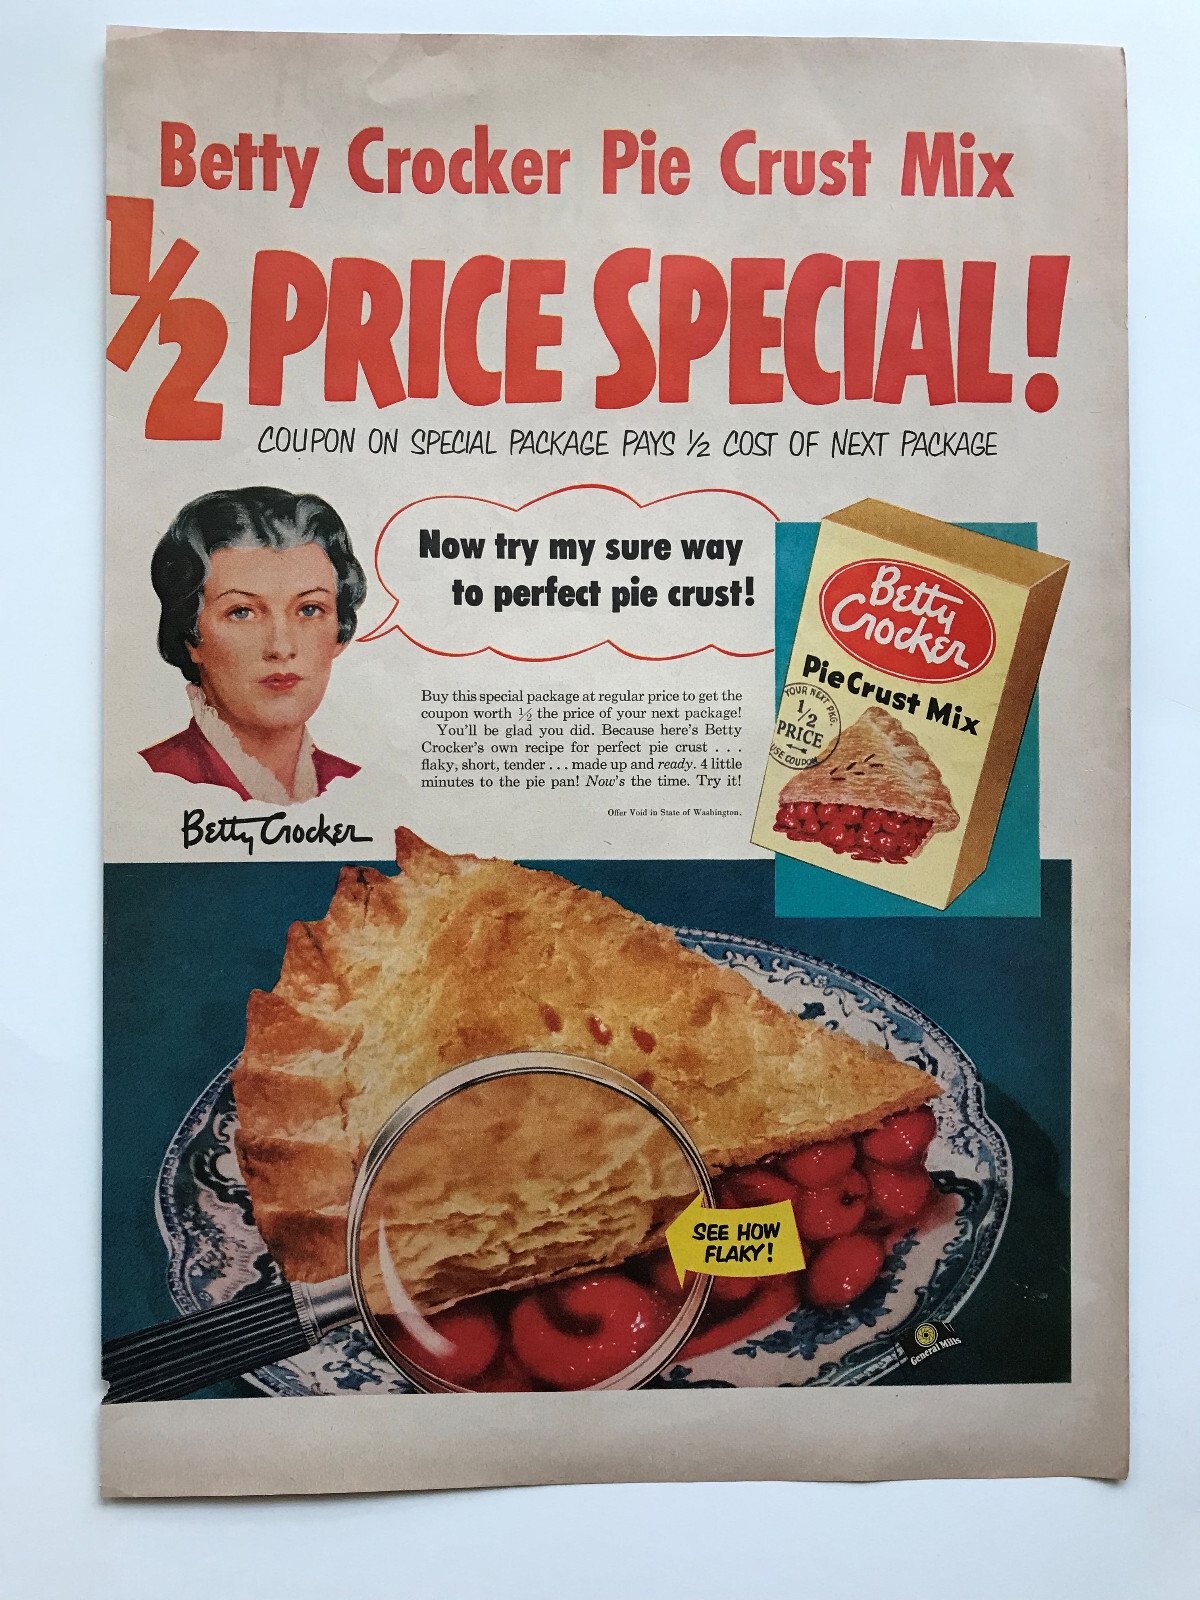 Betty Crocker Pie Crust Mix
½ PRICE SPECIAL!
COUPON ON SPECIAL PACKAGE PAYS ½ COST OF NEXT PACKAGE
Now try my sure way
to perfect pie crust!
Buy this special package at regular price to get the
coupon worth ½ the price of your next package!
You'll be glad you did. Because here's Betty
Crocker's own recipe for perfect pie crust . . .
flaky, short, tender . . . made up and ready. 4 little
minutes to the pie pan! Now's the time. Try it!
Offer Void in State of Washington.
Betty Crocker
Betty
Crocker
Pie Crust Mix
YOUR NEXT PKG.
1/2
PRICE
USE COUPON
SEE HOW
FLAKY!
General Mills